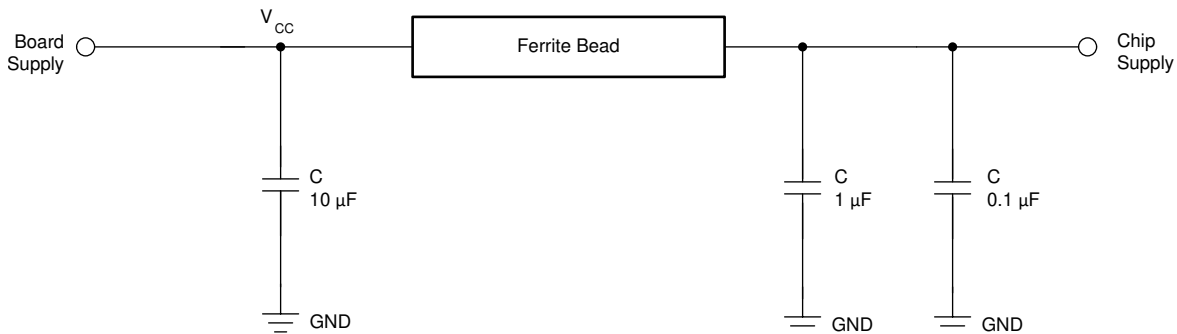 V CC
Board
Supply
Ferrite Bead
Chip
Supply
C
10 µF
C
1 µF
C
0.1 µF
GND
GND
GND